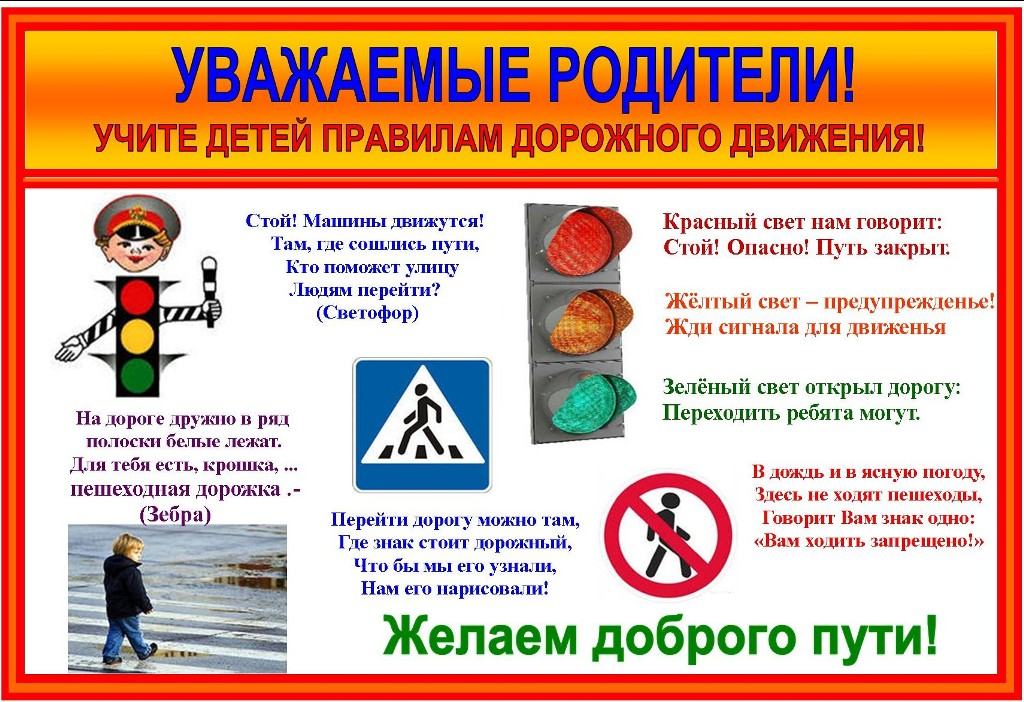 УВАЖАЕМЫЕ РОДИТЕЛИ!
УЧИТЕ ДЕТЕЙ ПРАВИЛАМ ДОРОЖНОГО ДВИЖЕНИЯ!
Стой! Машины движутся!
Там, где сошлись пути,
Кто поможет улицу
Людям перейти?
(Светофор)
Красный свет нам говорит:
Стой! Опасно! Путь закрыт.
Жёлтый свет – предупрежденье!
Жди сигнала для движенья
Зелёный свет открыл дорогу:
Переходить ребята могут.
На дороге дружно в ряд
полоски белые лежат.
Для тебя есть, крошка, ...
пешеходная дорожка .-
(Зебра)
Перейти дорогу можно там,
Где знак стоит дорожный,
Что бы мы его узнали,
Нам его нарисовали!
В дождь и в ясную погоду,
Здесь не ходят пешеходы,
Говорит Вам знак одно:
«Вам ходить запрещено!»
Желаем доброго пути!